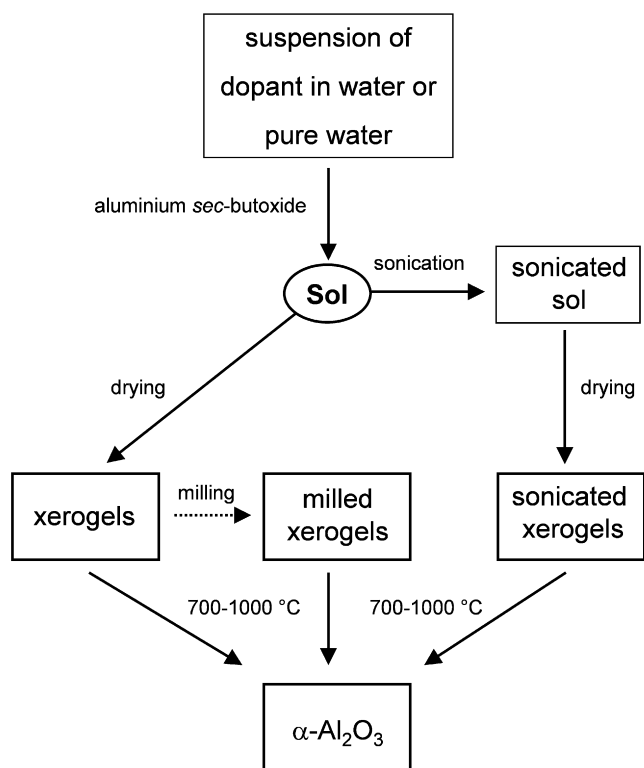 suspension of
dopant in water or
pure water
aluminium sec-butoxide
sonication
Sol
sonicated
sol
drying
drying
xerogels
milling
milled
xerogels
sonicated
xerogels
700-1000 °C
700-1000 °C
α-Al₂O₃